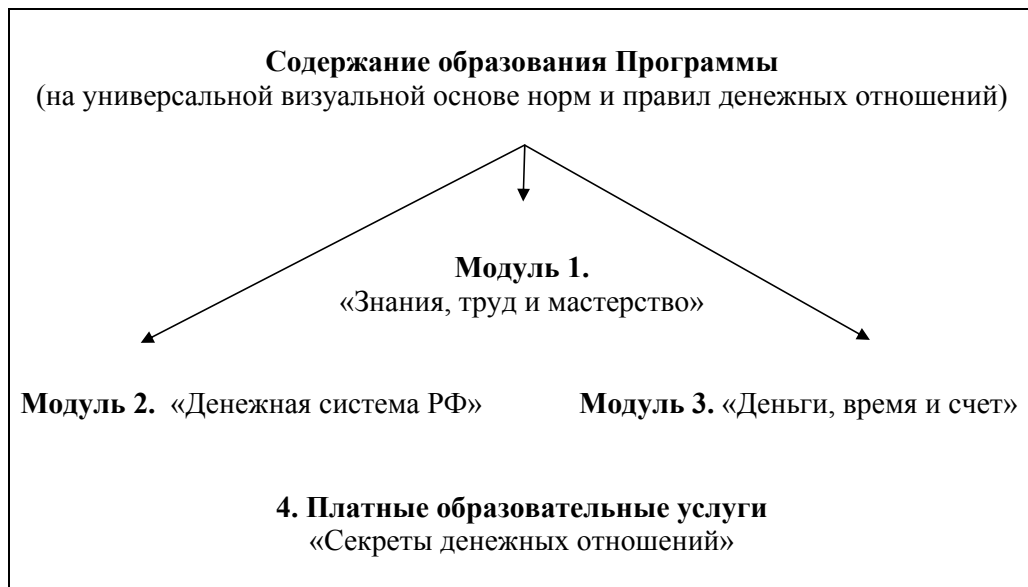 Содержание образования Программы
(на универсальной визуальной основе норм и правил денежных отношений)
Модуль 1.
«Знания, труд и мастерство»
Модуль 2. «Денежная система РФ» Модуль 3. «Деньги, время и счет»
4. Платные образовательные услуги
«Секреты денежных отношений»